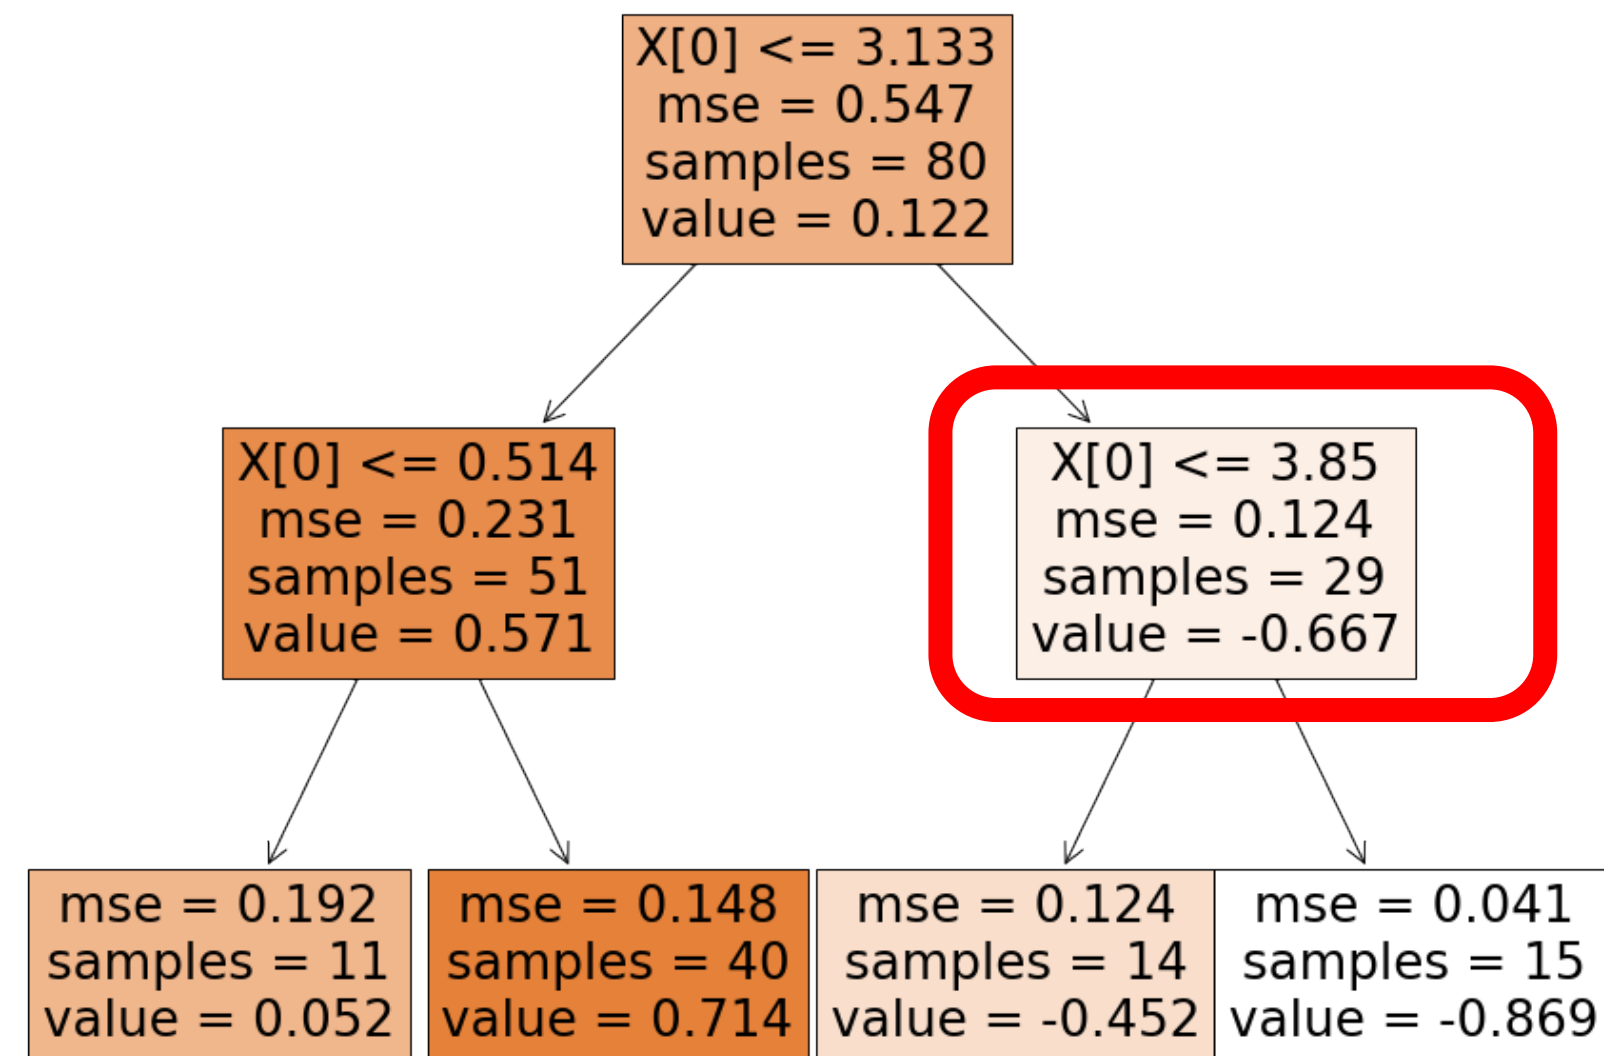 X[0] <= 3.133
mse = 0.547
samples = 80
value = 0.122
X[0] <= 0.514
mse = 0.231
samples = 51
value = 0.571
X[0] <= 3.85
mse = 0.124
samples = 29
value = -0.667
mse = 0.192
samples = 11
value = 0.052
mse = 0.148
samples = 40
value = 0.714
mse = 0.124
samples = 14
value = -0.452
mse = 0.041
samples = 15
value = -0.869